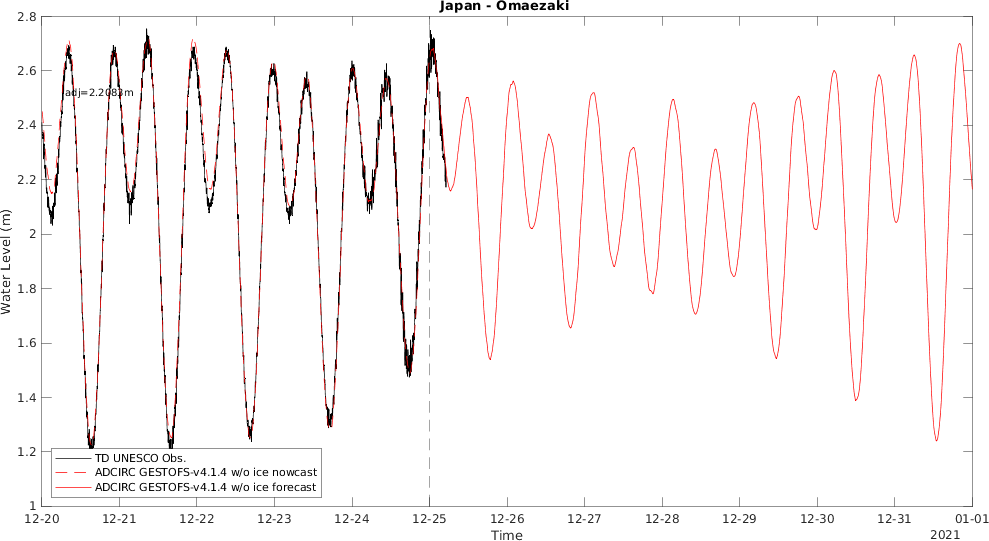 Japan - Omaezaki
2.8
2.6
2.4
2.2
2
1.8
1.6
1.4
1.2
1
Water Level (m)
adj=2.2083m
TD UNESCO Obs.
ADCIRC GESTOFS-v4.1.4 w/o ice nowcast
ADCIRC GESTOFS-v4.1.4 w/o ice forecast
12-20 12-21 12-22 12-23 12-24 12-25 12-26 12-27 12-28 12-29 12-30 12-31 01-01
Time
2021